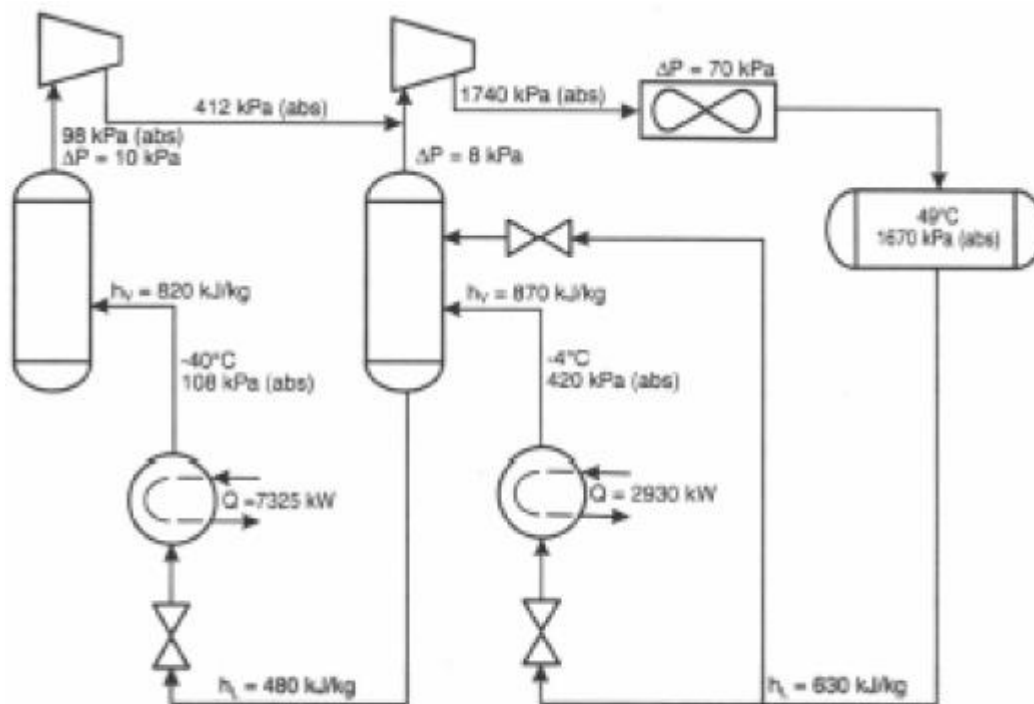 ΔP = 70 kPa
1740 kPa (abs)
412 kPa (abs)
98 kPa (abs)
ΔP = 10 kPa
ΔP = 8 kPa
49°C
1670 kPa (abs)
hᵥ = 820 kJ/kg
hᵥ = 870 kJ/kg
-40°C
108 kPa (abs)
-4°C
420 kPa (abs)
Q =7325 kW
Q = 2930 kW
h_L = 480 kJ/kg
h_L = 630 kJ/kg